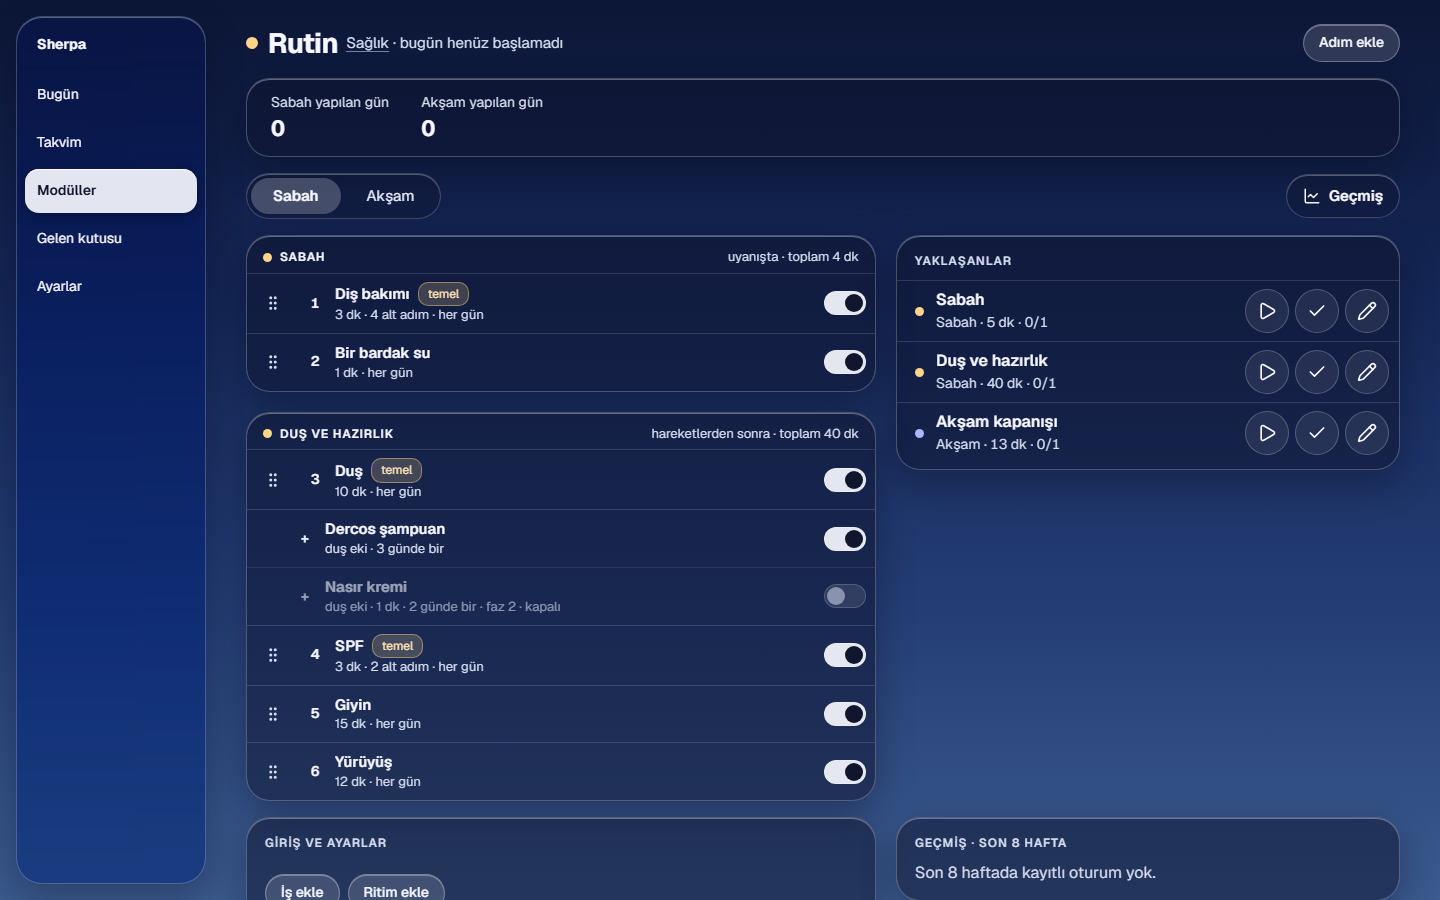 Sherpa
Bugün
Takvim
Modüller
Gelen kutusu
Ayarlar
Rutin Sağlık · bugün henüz başlamadı
Adım ekle
Sabah yapılan gün
0
Akşam yapılan gün
0
Sabah
Akşam
Geçmiş
SABAH
uyanışta · toplam 4 dk
1
Diş bakımı temel
3 dk · 4 alt adım · her gün
2
Bir bardak su
1 dk · her gün
DUŞ VE HAZIRLIK
hareketlerden sonra · toplam 40 dk
3
Duş temel
10 dk · her gün
+
Dercos şampuan
duş eki · 3 günde bir
+
Nasır kremi
duş eki · 1 dk · 2 günde bir · faz 2 · kapalı
4
SPF temel
3 dk · 2 alt adım · her gün
5
Giyin
15 dk · her gün
6
Yürüyüş
12 dk · her gün
YAKLAŞANLAR
Sabah
Sabah · 5 dk · 0/1
Duş ve hazırlık
Sabah · 40 dk · 0/1
Akşam kapanışı
Akşam · 13 dk · 0/1
GİRİŞ VE AYARLAR
İş ekle
Ritim ekle
GEÇMİŞ · SON 8 HAFTA
Son 8 haftada kayıtlı oturum yok.